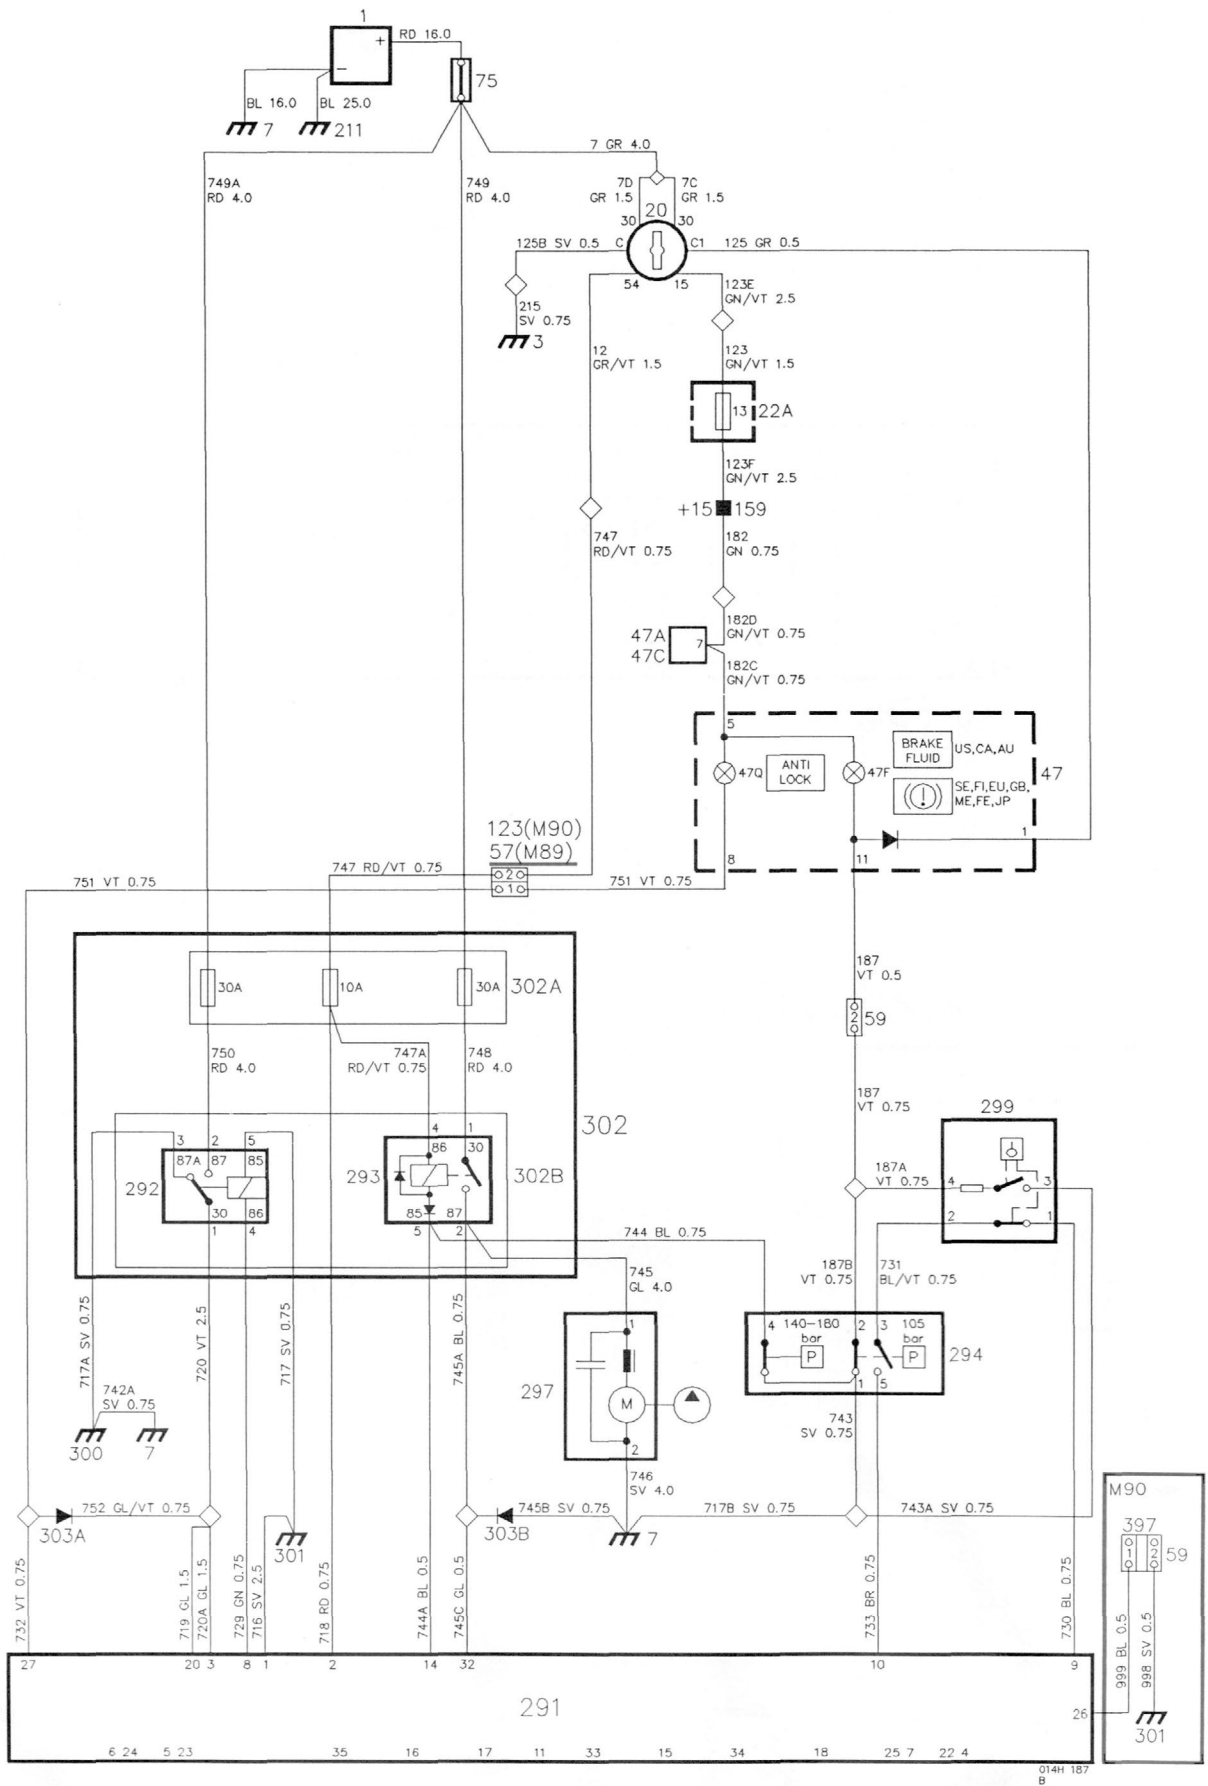 1
+
RD 16.0
−
75
BL 16.0
BL 25.0
7
211
7 GR 4.0
749A
RD 4.0
749
RD 4.0
7D
GR 1.5
7C
GR 1.5
20
30
30
125B SV 0.5
C
C1
125 GR 0.5
54
15
215
SV 0.75
3
123E
GN/VT 2.5
12
GR/VT 1.5
123
GN/VT 1.5
13
22A
123F
GN/VT 2.5
+15
159
747
RD/VT 0.75
182
GN 0.75
47A
47C
7
182D
GN/VT 0.75
182C
GN/VT 0.75
5
47Q
ANTI
LOCK
47F
BRAKE
FLUID
US,CA,AU
SE,FI,EU,GB,
ME,FE,JP
47
1
8
11
123(M90)
57(M89)
747 RD/VT 0.75
2
751 VT 0.75
1
751 VT 0.75
187
VT 0.5
2
59
30A
10A
30A
302A
750
RD 4.0
747A
RD/VT 0.75
748
RD 4.0
187
VT 0.75
302
3
2
5
87A
87
85
292
30
86
1
4
4
1
86
30
293
302B
85
87
5
2
299
187A
VT 0.75
4
3
2
1
744 BL 0.75
745
GL 4.0
187B
VT 0.75
731
BL/VT 0.75
717A SV 0.75
720 VT 2.5
717 SV 0.75
745A BL 0.75
742A
SV 0.75
300
7
1
297
M
2
746
SV 4.0
4
140-180
bar
P
2
3
105
bar
P
294
1
5
743
SV 0.75
752 GL/VT 0.75
303A
301
745B SV 0.75
303B
7
717B SV 0.75
743A SV 0.75
M90
397
1
2
59
999 BL 0.5
998 SV 0.5
301
732 VT 0.75
719 GL 1.5
720A GL 1.5
729 GN 0.75
716 SV 2.5
718 RD 0.75
744A BL 0.5
745C GL 0.5
733 BR 0.75
730 BL 0.75
27
20 3
8
1
2
14
32
10
9
291
26
6 24
5 23
35
16
17
11
33
15
34
18
25 7
22 4
014H 187
B